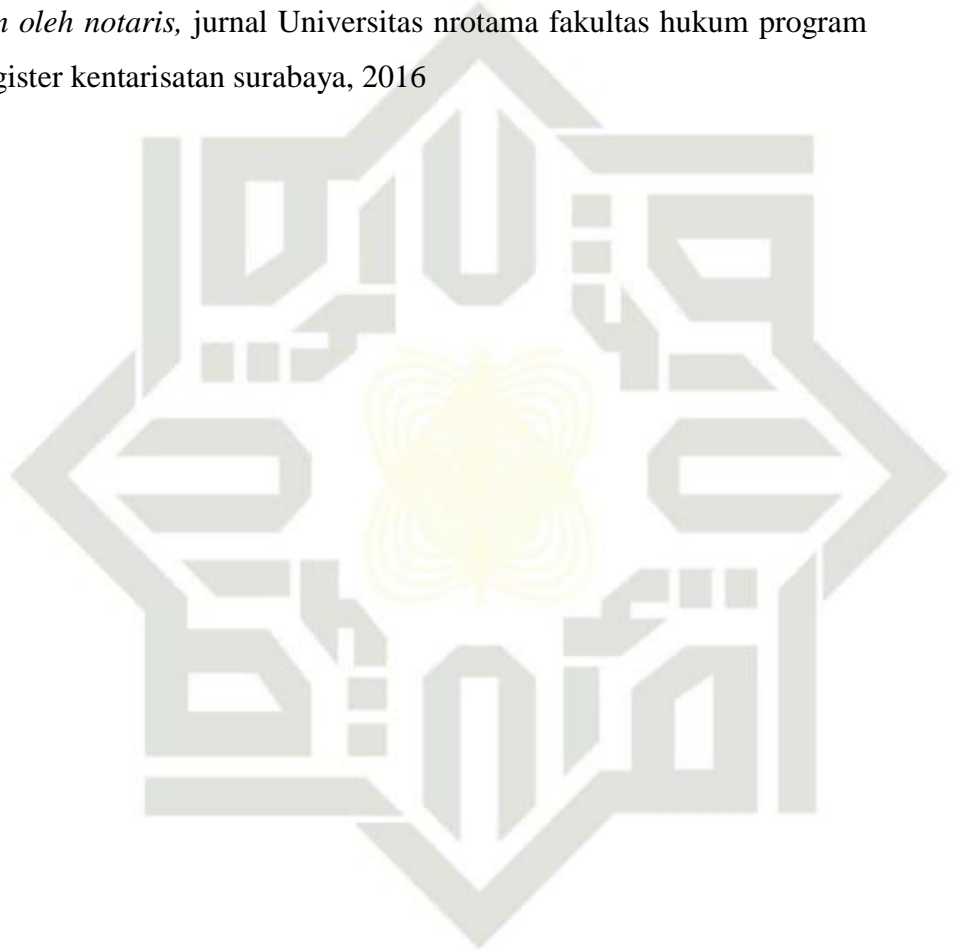 n oleh notaris, jurnal Universitas nrotama fakultas hukum program
gister kentarisatan surabaya, 2016